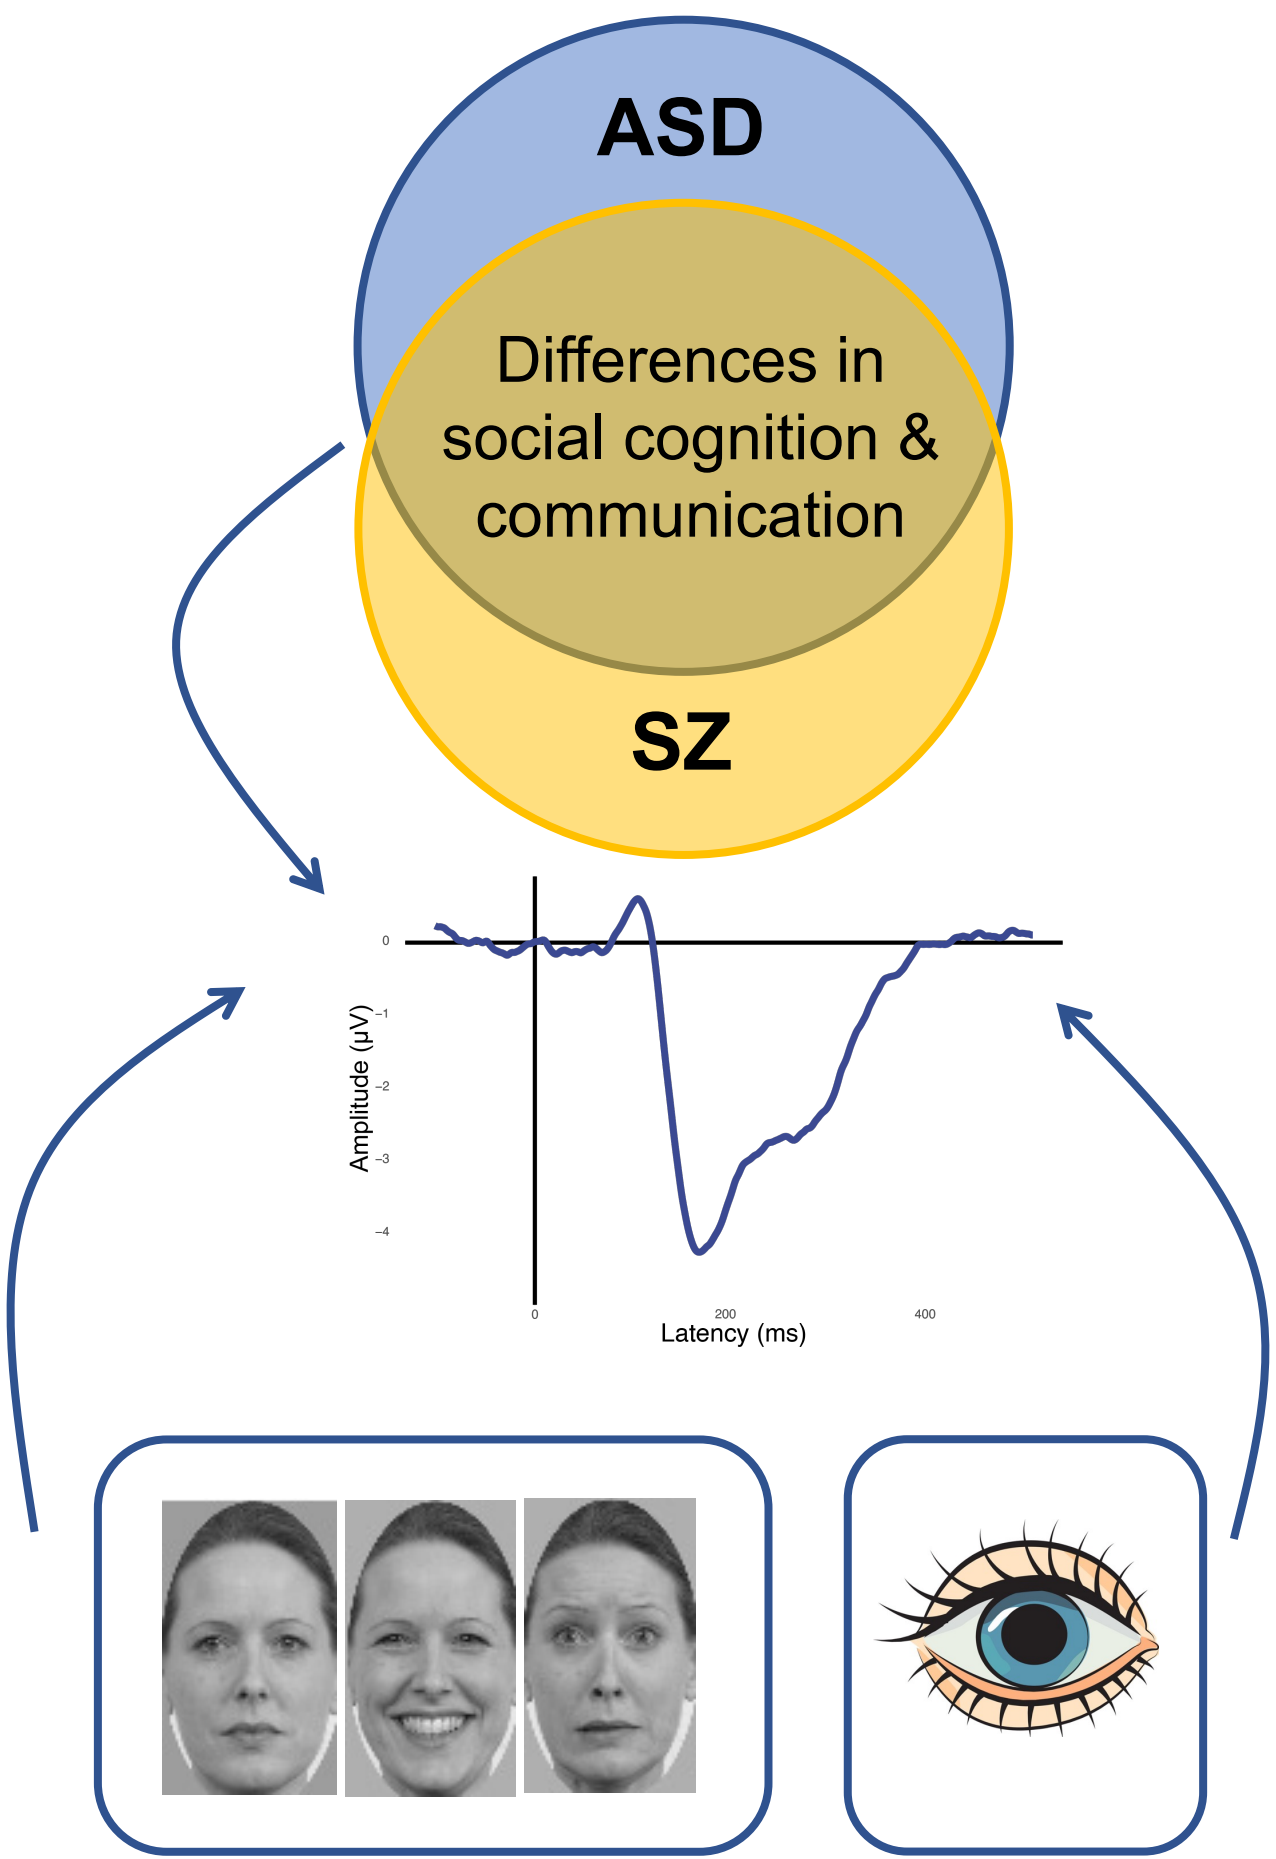 ASD
Differences in
social cognition &
communication
SZ
0
−1
−2
−3
−4
Amplitude (μV)
0
200
400
Latency (ms)